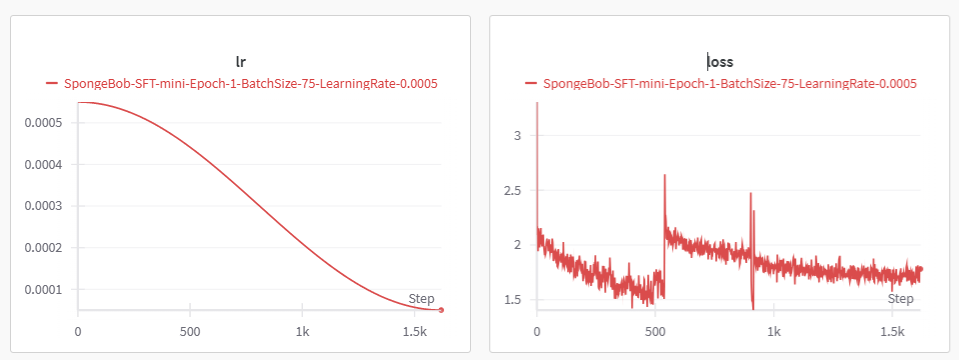 lr
SpongeBob-SFT-mini-Epoch-1-BatchSize-75-LearningRate-0.0005
0.0005
0.0004
0.0003
0.0002
0.0001
Step
0
500
1k
1.5k
loss
SpongeBob-SFT-mini-Epoch-1-BatchSize-75-LearningRate-0.0005
3
2.5
2
1.5
Step
0
500
1k
1.5k